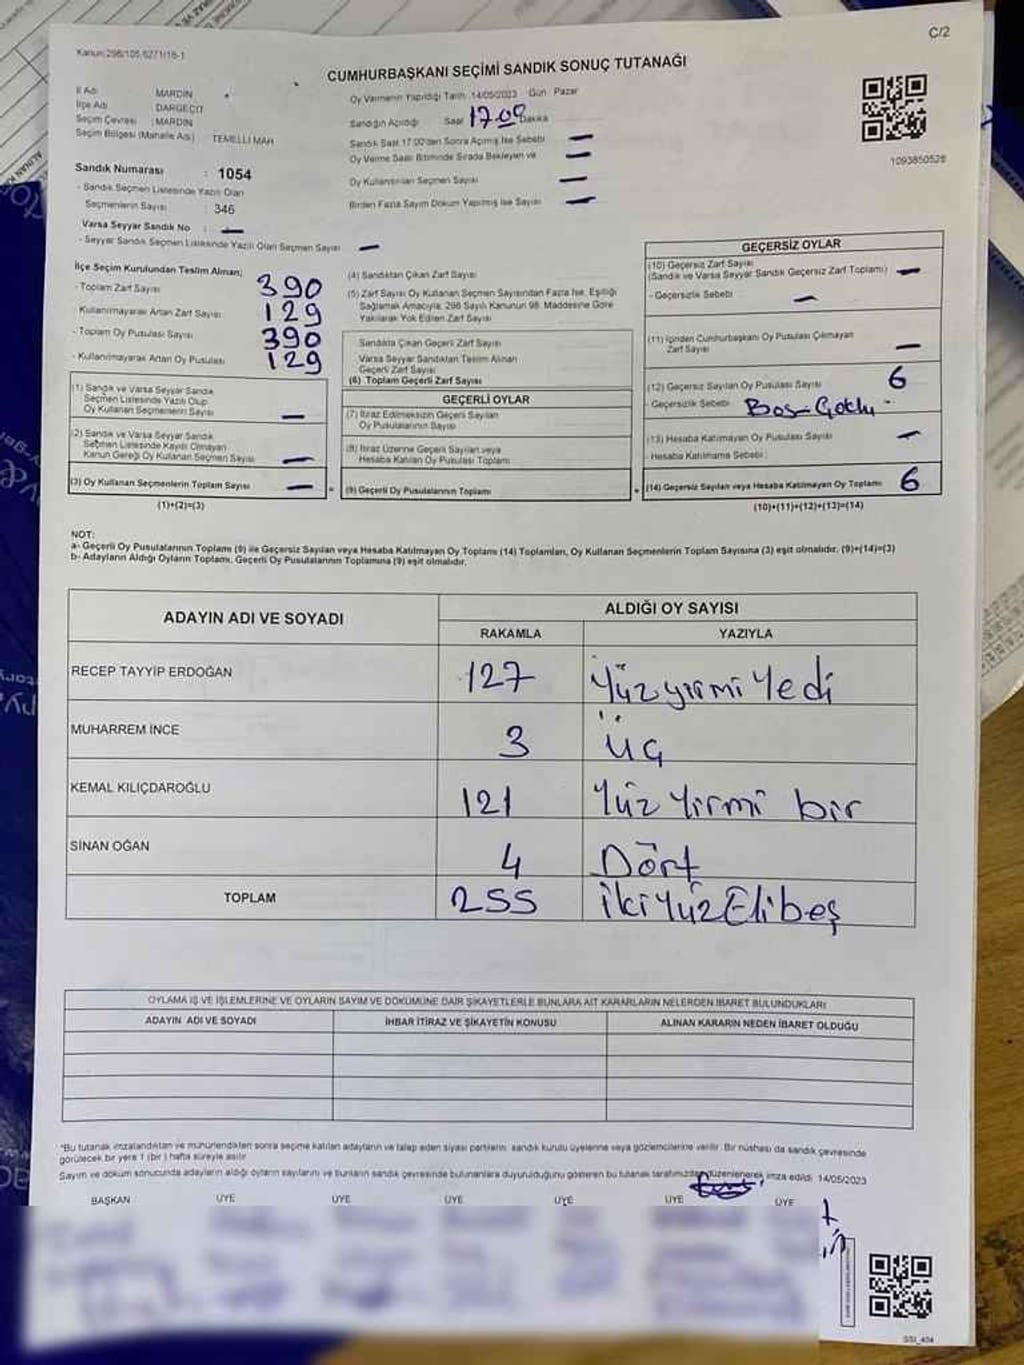 C/2
Kanun:298/105,6271/16-1
CUMHURBAŞKANI SEÇİMİ SANDIK SONUÇ TUTANAĞI
İl Adı : MARDİN
İlçe Adı : DARGEÇİT
Seçim Çevresi : MARDİN
Seçim Bölgesi (Mahalle Adı) : TEMELLİ MAH
Sandık Numarası : 1054
- Sandık Seçmen Listesinde Yazılı Olan
Seçmenlerin Sayısı : 346
Varsa Seyyar Sandık No : —
- Seyyar Sandık Seçmen Listesinde Yazılı Olan Seçmen Sayısı —
Oy Vermenin Yapıldığı Tarih :14/05/2023 Gün : Pazar
Sandığın Açıldığı Saat 17.00 Dakika
Sandık Saat 17:00'den Sonra Açılmış İse Sebebi —
Oy Verme Saati Bitiminde Sırada Bekleyen ve —
Oy Kullandırılan Seçmen Sayısı —
Birden Fazla Sayım Döküm Yapılmış İse Sayısı —
1093850526
İlçe Seçim Kurulundan Teslim Alınan;
- Toplam Zarf Sayısı 390
- Kullanılmayarak Artan Zarf Sayısı 129
- Toplam Oy Pusulası Sayısı 390
- Kullanılmayarak Artan Oy Pusulası 129
(1) Sandık ve Varsa Seyyar Sandık
Seçmen Listesinde Yazılı Olup
Oy Kullanan Seçmenlerin Sayısı —
(2) Sandık ve Varsa Seyyar Sandık
Seçmen Listesinde Kaydı Olmayan
Kanun Gereği Oy Kullanan Seçmen Sayısı —
(3) Oy Kullanan Seçmenlerin Toplam Sayısı —
(1)+(2)=(3)
(4) Sandıktan Çıkan Zarf Sayısı
(5) Zarf Sayısı Oy Kullanan Seçmen Sayısından Fazla İse, Eşitliği
Sağlamak Amacıyla, 298 Sayılı Kanunun 98. Maddesine Göre
Yakılarak Yok Edilen Zarf Sayısı
Sandıkta Çıkan Geçerli Zarf Sayısı
Varsa Seyyar Sandıktan Teslim Alınan
Geçerli Zarf Sayısı
(6) Toplam Geçerli Zarf Sayısı
GEÇERLİ OYLAR
(7) İtiraz Edilmeksizin Geçerli Sayılan
Oy Pusulalarının Sayısı
(8) İtiraz Üzerine Geçerli Sayılan veya
Hesaba Katılan Oy Pusulası Toplamı
= (9) Geçerli Oy Pusulalarının Toplamı
GEÇERSİZ OYLAR
(10) Geçersiz Zarf Sayısı
(Sandık ve Varsa Seyyar Sandık Geçersiz Zarf Toplamı) —
- Geçersizlik Sebebi —
(11) İçinden Cumhurbaşkanı Oy Pusulası Çıkmayan
Zarf Sayısı —
(12) Geçersiz Sayılan Oy Pusulası Sayısı 6
- Geçersizlik Sebebi : Boş-Çoklu
(13) Hesaba Katılmayan Oy Pusulası Sayısı —
- Hesaba Katılmama Sebebi :
+ (14) Geçersiz Sayılan veya Hesaba Katılmayan Oy Toplamı 6
(10)+(11)+(12)+(13)=(14)
NOT:
a- Geçerli Oy Pusulalarının Toplamı (9) ile Geçersiz Sayılan veya Hesaba Katılmayan Oy Toplamı (14) Toplamları, Oy Kullanan Seçmenlerin Toplam Sayısına (3) eşit olmalıdır. (9)+(14)=(3)
b- Adayların Aldığı Oyların Toplamı, Geçerli Oy Pusulalarının Toplamına (9) eşit olmalıdır.
ADAYIN ADI VE SOYADI ALDIĞI OY SAYISI
RAKAMLA YAZIYLA
RECEP TAYYİP ERDOĞAN 127 Yüzyirmi Yedi
MUHARREM İNCE 3 Üç
KEMAL KILIÇDAROĞLU 121 Yüz Yirmi bir
SİNAN OĞAN 4 Dört
TOPLAM 255 ikiYüzElibeş
OYLAMA İŞ VE İŞLEMLERİNE VE OYLARIN SAYIM VE DÖKÜMÜNE DAİR ŞİKAYETLERLE BUNLARA AİT KARARLARIN NELERDEN İBARET BULUNDUKLARI
ADAYIN ADI VE SOYADI İHBAR İTİRAZ VE ŞİKAYETİN KONUSU ALINAN KARARIN NEDEN İBARET OLDUĞU
*Bu tutanak imzalandıktan ve mühürlendikten sonra seçime katılan adayların ve talep eden siyasi partilerin; sandık kurulu üyelerine veya gözlemcilerine verilir. Bir nüshası da sandık çevresinde
görülecek bir yere 1 (bir) hafta süreyle asılır
Sayım ve döküm sonucunda adayların aldığı oyların sayılarını ve bunların sandık çevresinde bulunanlara duyurulduğunu gösteren bu tutanak tarafımızdan düzenlenerek imza edildi. 14/05/2023
BAŞKAN ÜYE ÜYE ÜYE ÜYE ÜYE ÜYE
SSI_404